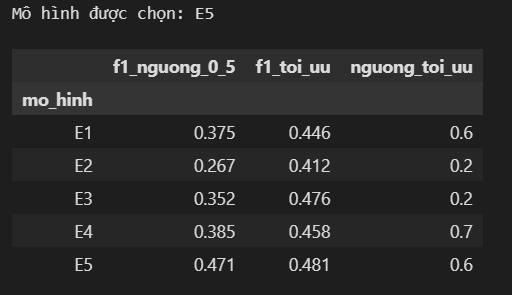 Mô hình được chọn: E5
f1_nguong_0_5 f1_toi_uu nguong_toi_uu
mo_hinh
E1 0.375 0.446 0.6
E2 0.267 0.412 0.2
E3 0.352 0.476 0.2
E4 0.385 0.458 0.7
E5 0.471 0.481 0.6